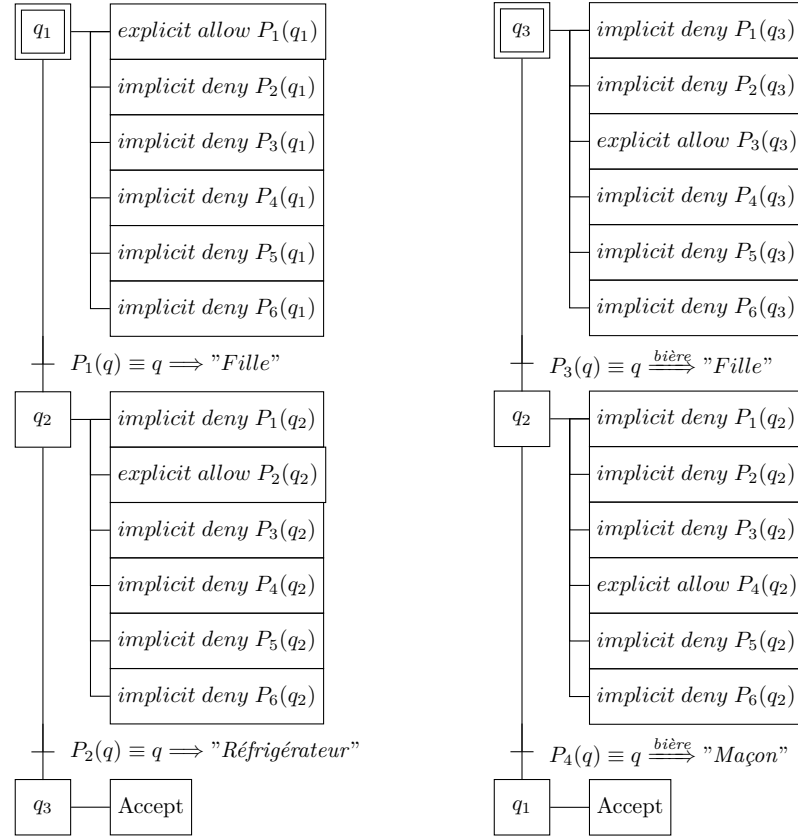 q₁
explicit allow P₁(q₁)
implicit deny P₂(q₁)
implicit deny P₃(q₁)
implicit deny P₄(q₁)
implicit deny P₅(q₁)
implicit deny P₆(q₁)
P₁(q) ≡ q ⟹ "Fille"
q₂
implicit deny P₁(q₂)
explicit allow P₂(q₂)
implicit deny P₃(q₂)
implicit deny P₄(q₂)
implicit deny P₅(q₂)
implicit deny P₆(q₂)
P₂(q) ≡ q ⟹ "Réfrigérateur"
q₃
Accept
q₃
implicit deny P₁(q₃)
implicit deny P₂(q₃)
explicit allow P₃(q₃)
implicit deny P₄(q₃)
implicit deny P₅(q₃)
implicit deny P₆(q₃)
bière
P₃(q) ≡ q ⟹ "Fille"
q₂
implicit deny P₁(q₂)
implicit deny P₂(q₂)
implicit deny P₃(q₂)
explicit allow P₄(q₂)
implicit deny P₅(q₂)
implicit deny P₆(q₂)
bière
P₄(q) ≡ q ⟹ "Maçon"
q₁
Accept